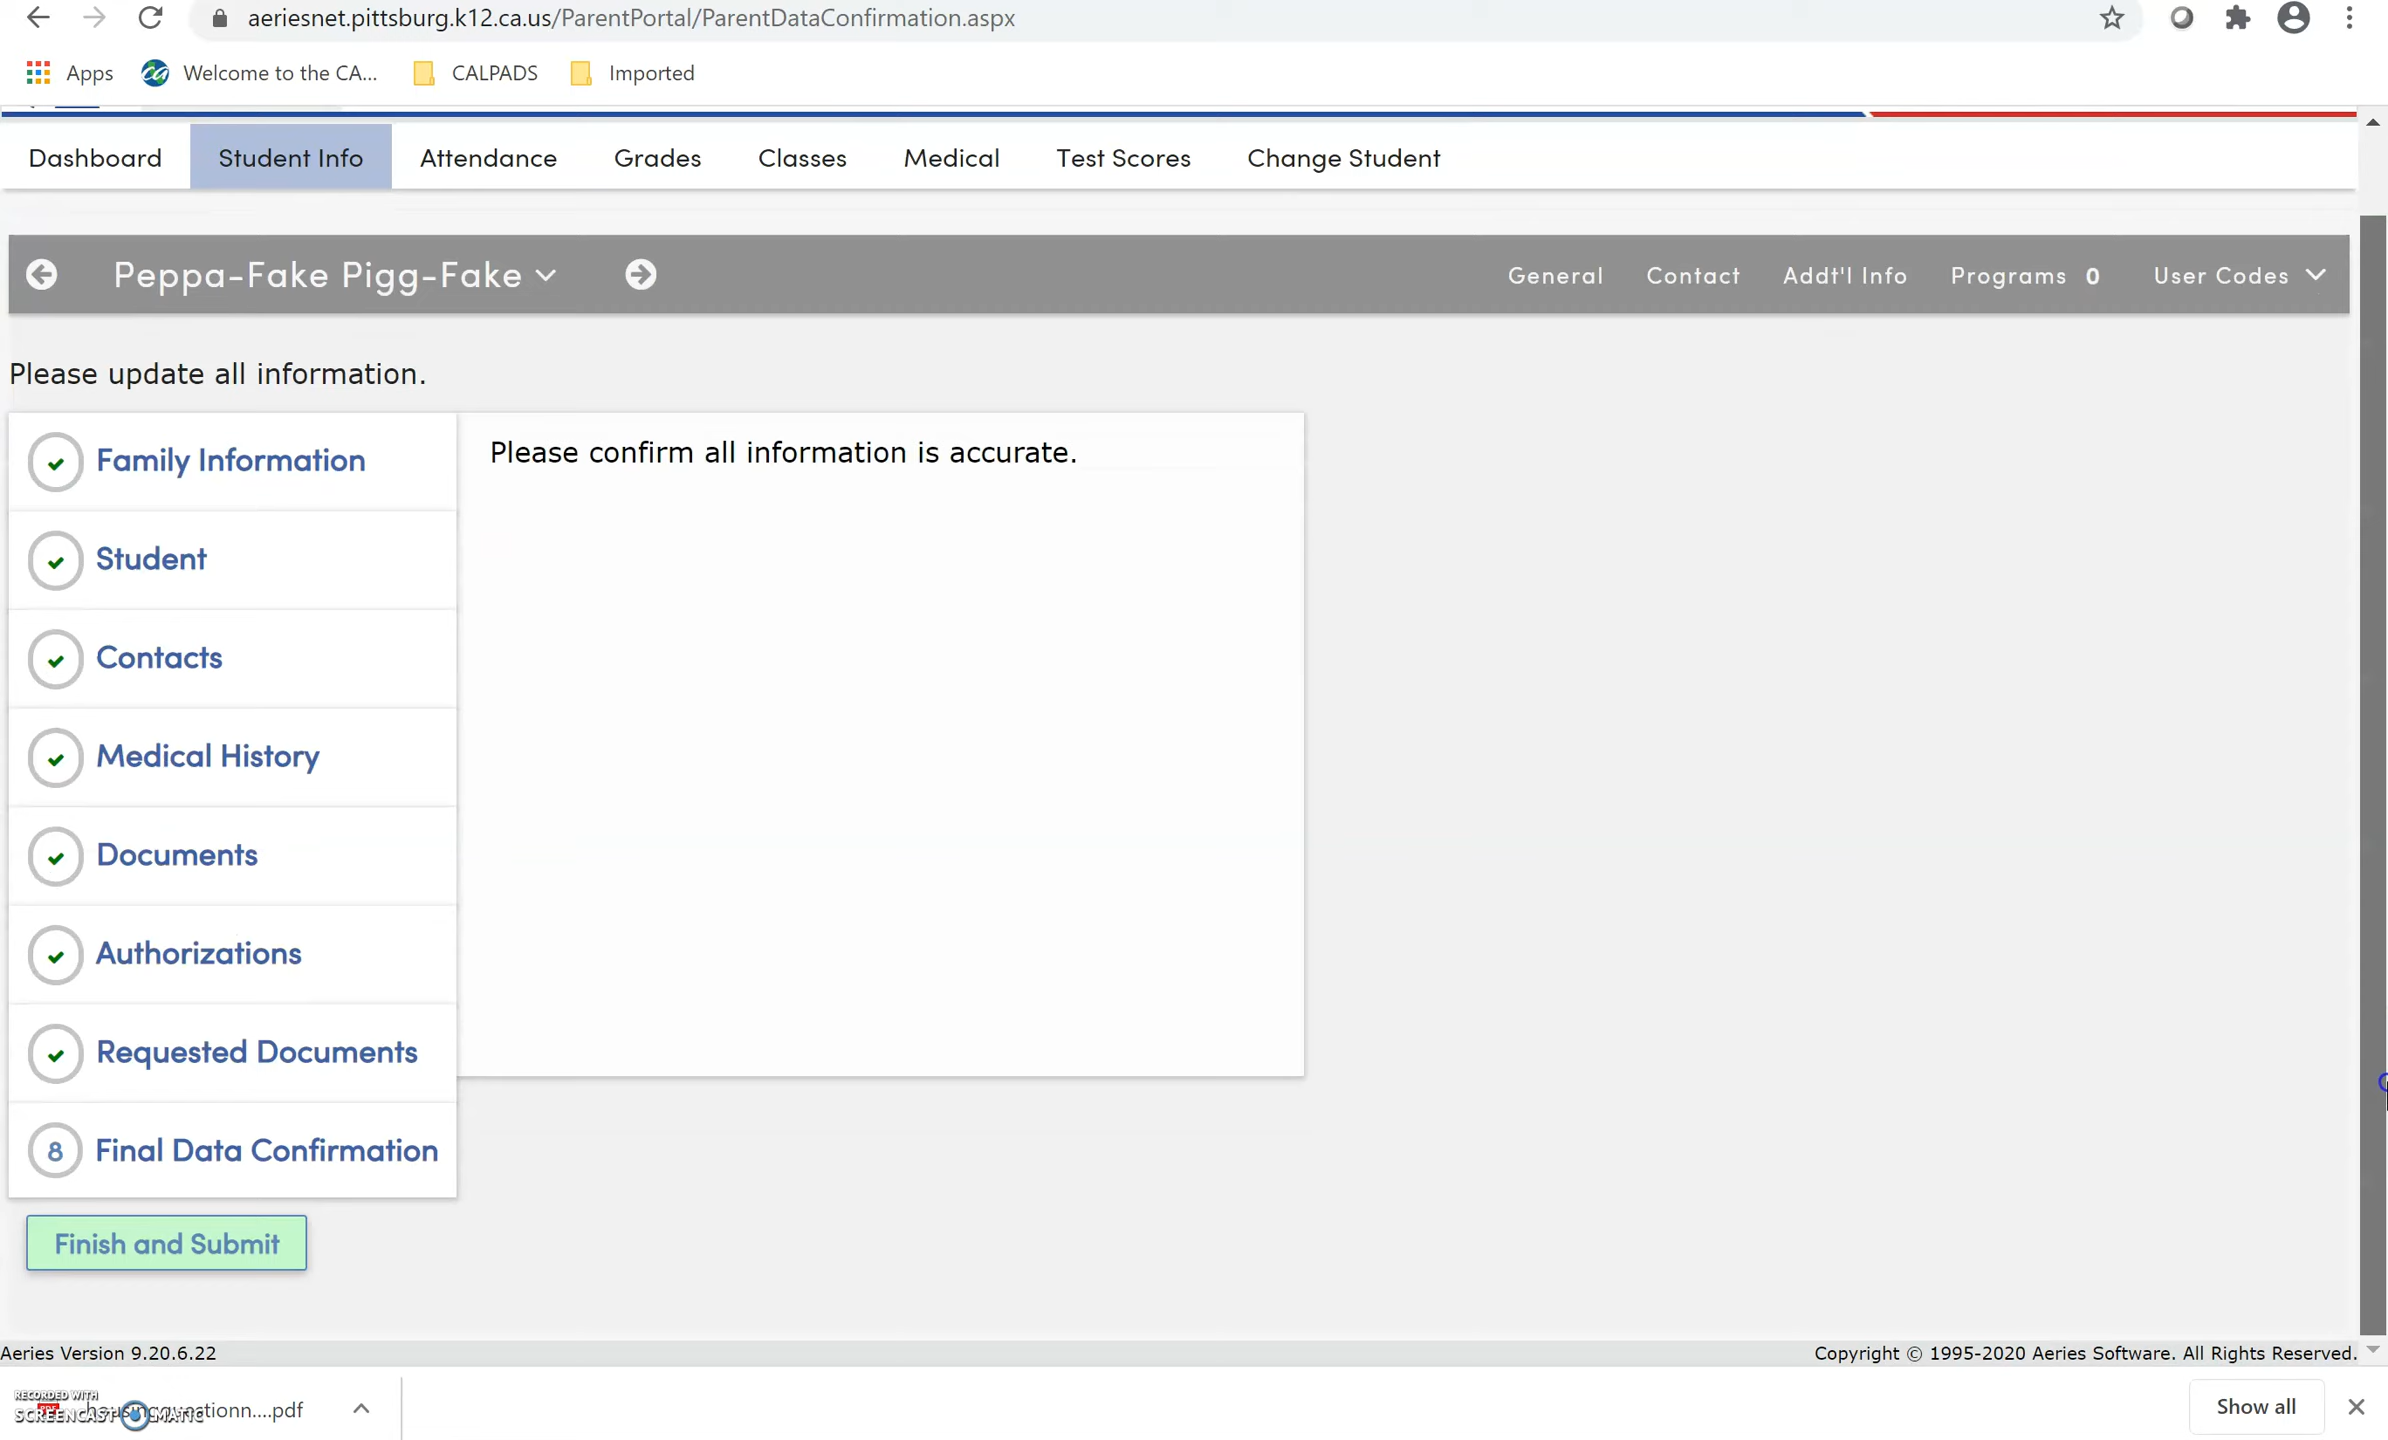 aeriesnet.pittsburg.k12.ca.us/ParentPortal/ParentDataConfirmation.aspx
Apps Welcome to the CA... CALPADS Imported
Dashboard Student Info Attendance Grades Classes Medical Test Scores Change Student
Peppa-Fake Pigg-Fake General Contact Addt'l Info Programs 0 User Codes
Please update all information.
Family Information
Please confirm all information is accurate.
Student
Contacts
Medical History
Documents
Authorizations
Requested Documents
8 Final Data Confirmation
Finish and Submit
Aeries Version 9.20.6.22 Copyright © 1995-2020 Aeries Software. All Rights Reserved.
RECORDED WITH
SCREENCAST MATIC
Show all